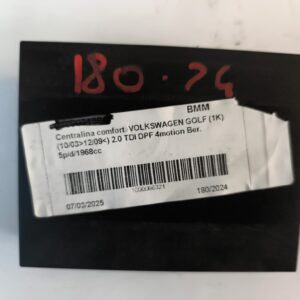 180.24
BMM
Centralina comfort: VOLKSWAGEN GOLF (1K)
(10/03>12/09<) 2.0 TDI DPF 4motion Ber.
5p/d/1968cc
07/02/2025
180/2024